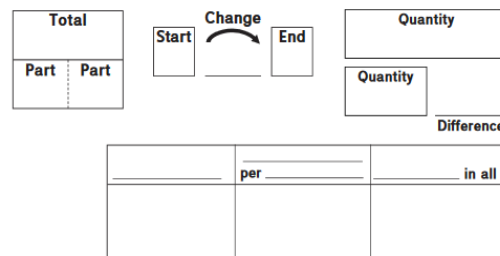 Total
Part Part
Change
Start End
Quantity
Quantity
Difference
per
in all